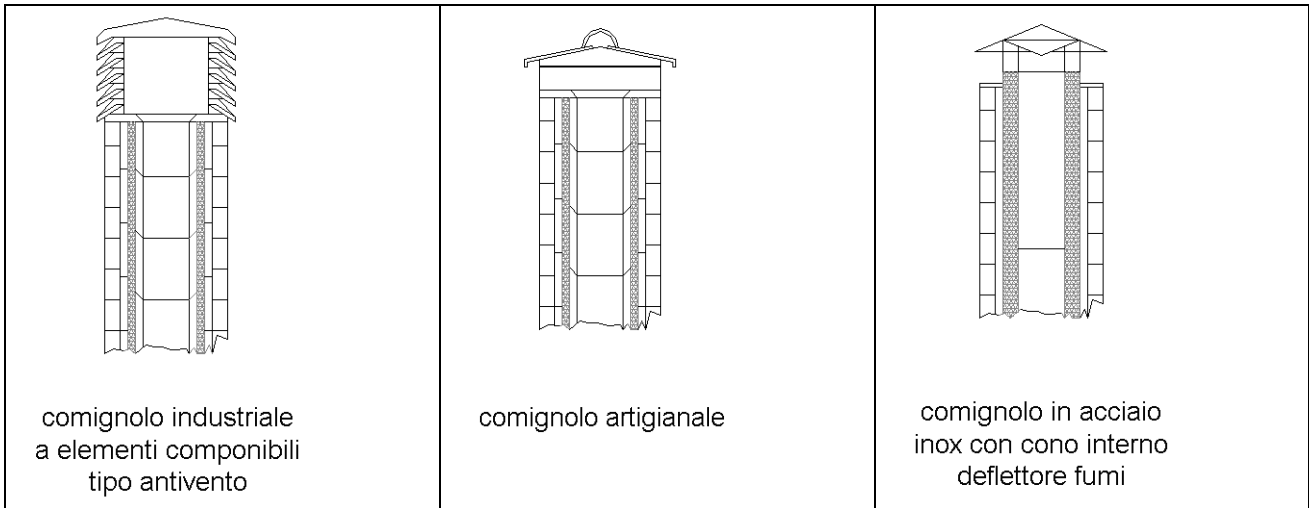 comignolo industriale
a elementi componibili
tipo antivento
comignolo artigianale
comignolo in acciaio
inox con cono interno
deflettore fumi